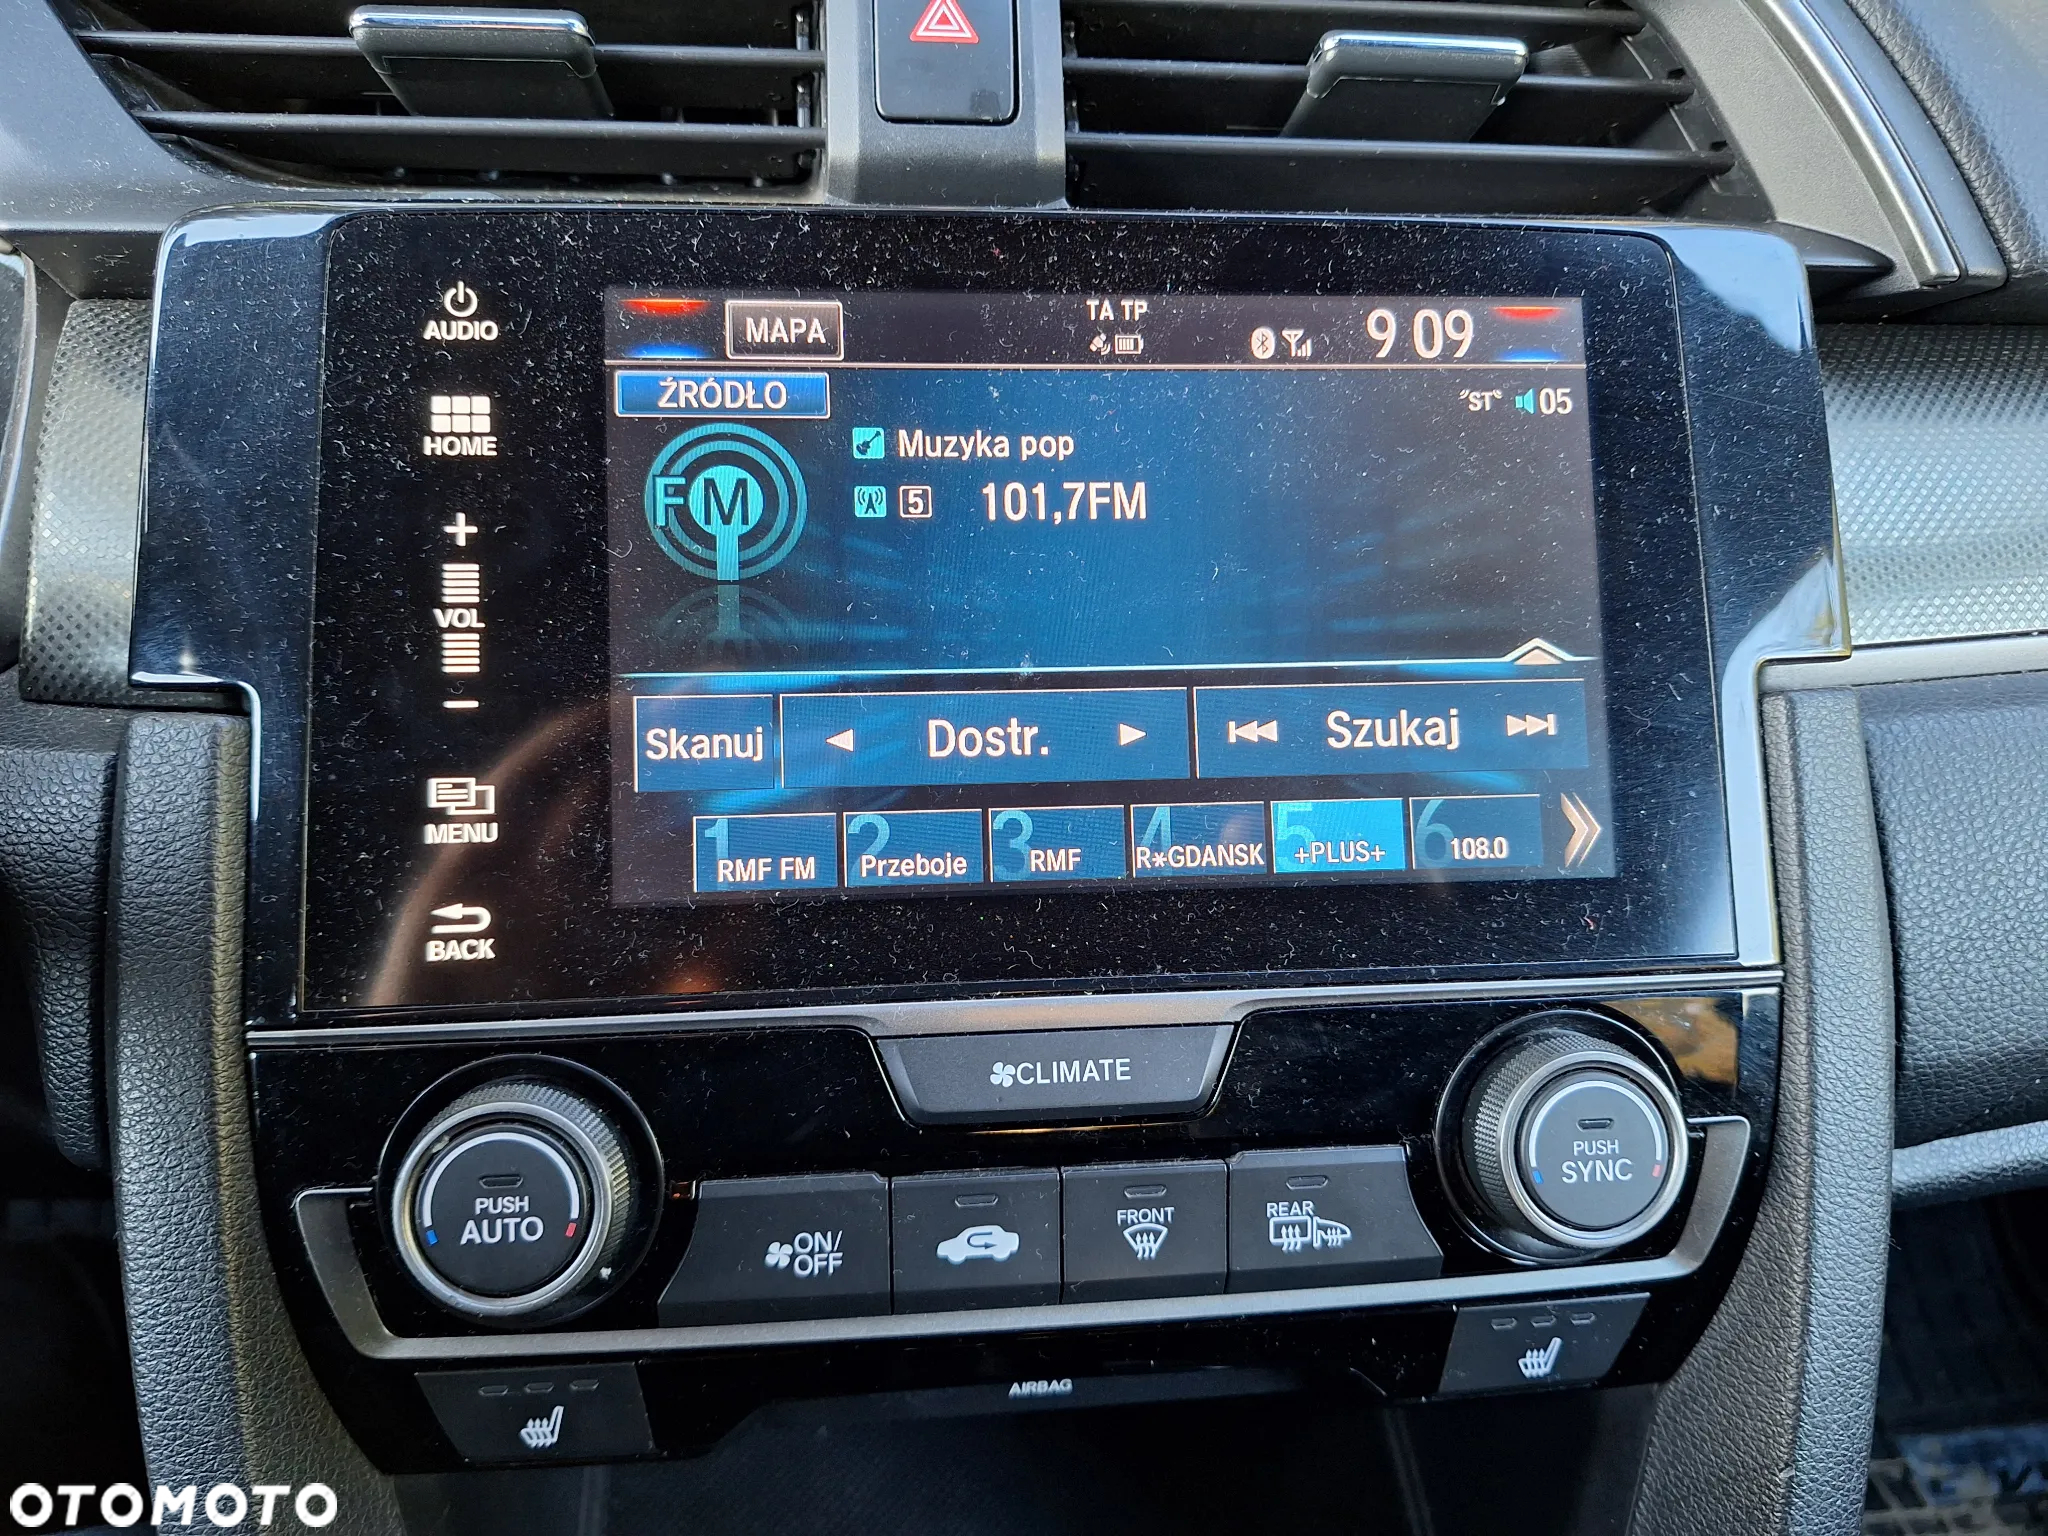 AUDIO
HOME
+
VOL
−
MENU
BACK
MAPA
TA TP
9 09
ŹRÓDŁO
ST
05
Muzyka pop
FM
5
101,7FM
Skanuj
Dostr.
Szukaj
1 RMF FM
2 Przeboje
3 RMF
4 R*GDANSK
5 +PLUS+
6 108.0
CLIMATE
PUSH
AUTO
ON/
OFF
FRONT
REAR
PUSH
SYNC
AIRBAG
OTOMOTO